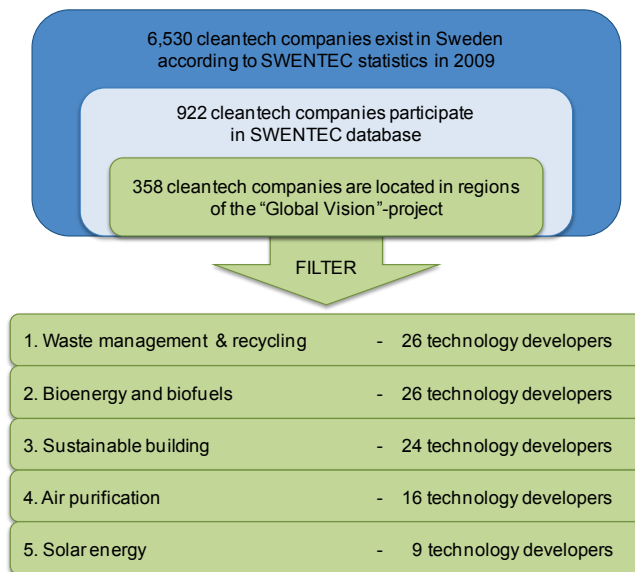 6,530 cleantech companies exist in Sweden
according to SWENTEC statistics in 2009
922 cleantech companies participate
in SWENTEC database
358 cleantech companies are located in regions
of the “Global Vision”-project
FILTER
1. Waste management & recycling - 26 technology developers
2. Bioenergy and biofuels - 26 technology developers
3. Sustainable building - 24 technology developers
4. Air purification - 16 technology developers
5. Solar energy - 9 technology developers